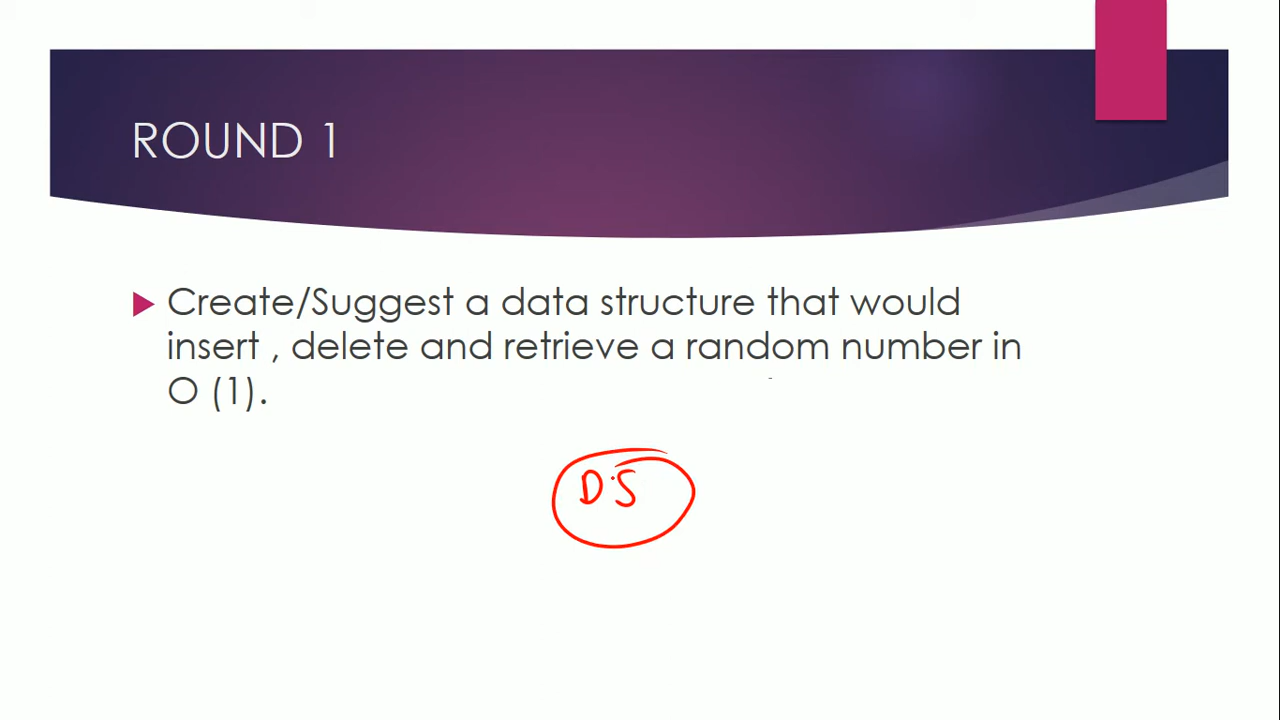 ROUND 1
Create/Suggest a data structure that would
insert , delete and retrieve a random number in
O (1).
DS